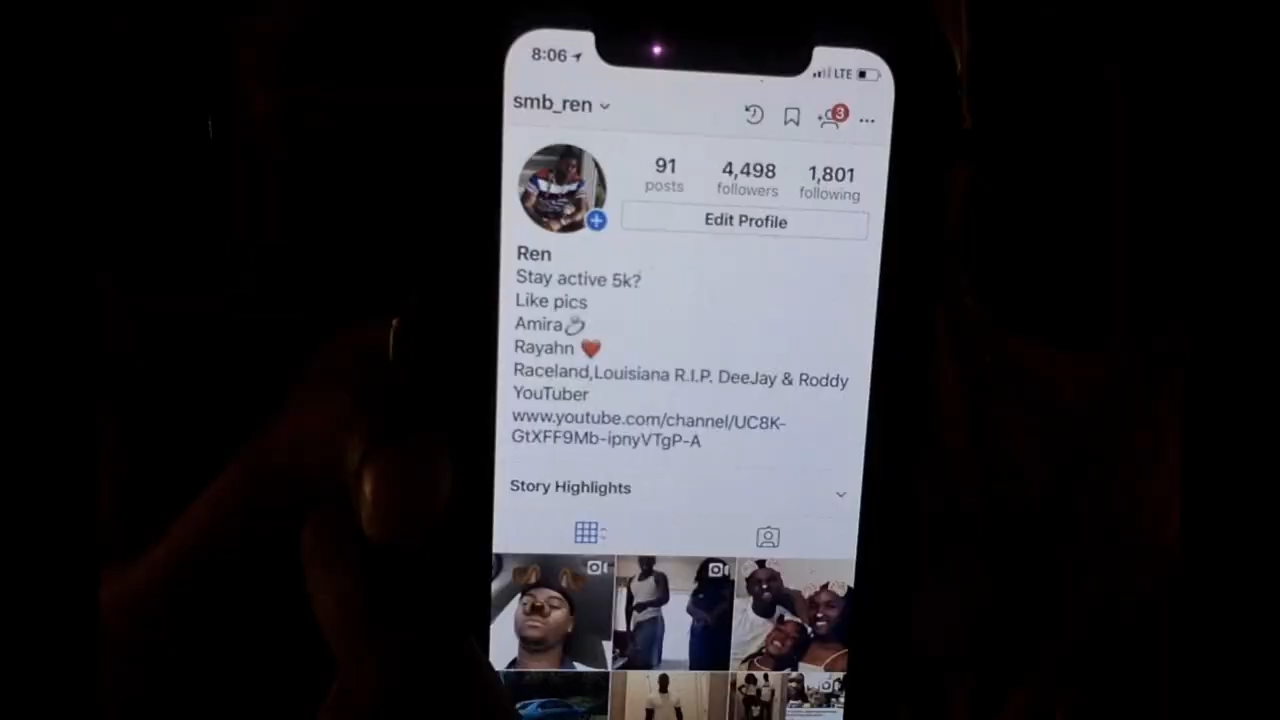 8:06
LTE
smb_ren
3
91 4,498 1,801
posts followers following
Edit Profile
Ren
Stay active 5k?
Like pics
Amira💍
Rayahn ❤️
Raceland,Louisiana R.I.P. DeeJay & Roddy
YouTuber
www.youtube.com/channel/UC8K-
GtXFF9Mb-ipnyVTgP-A
Story Highlights